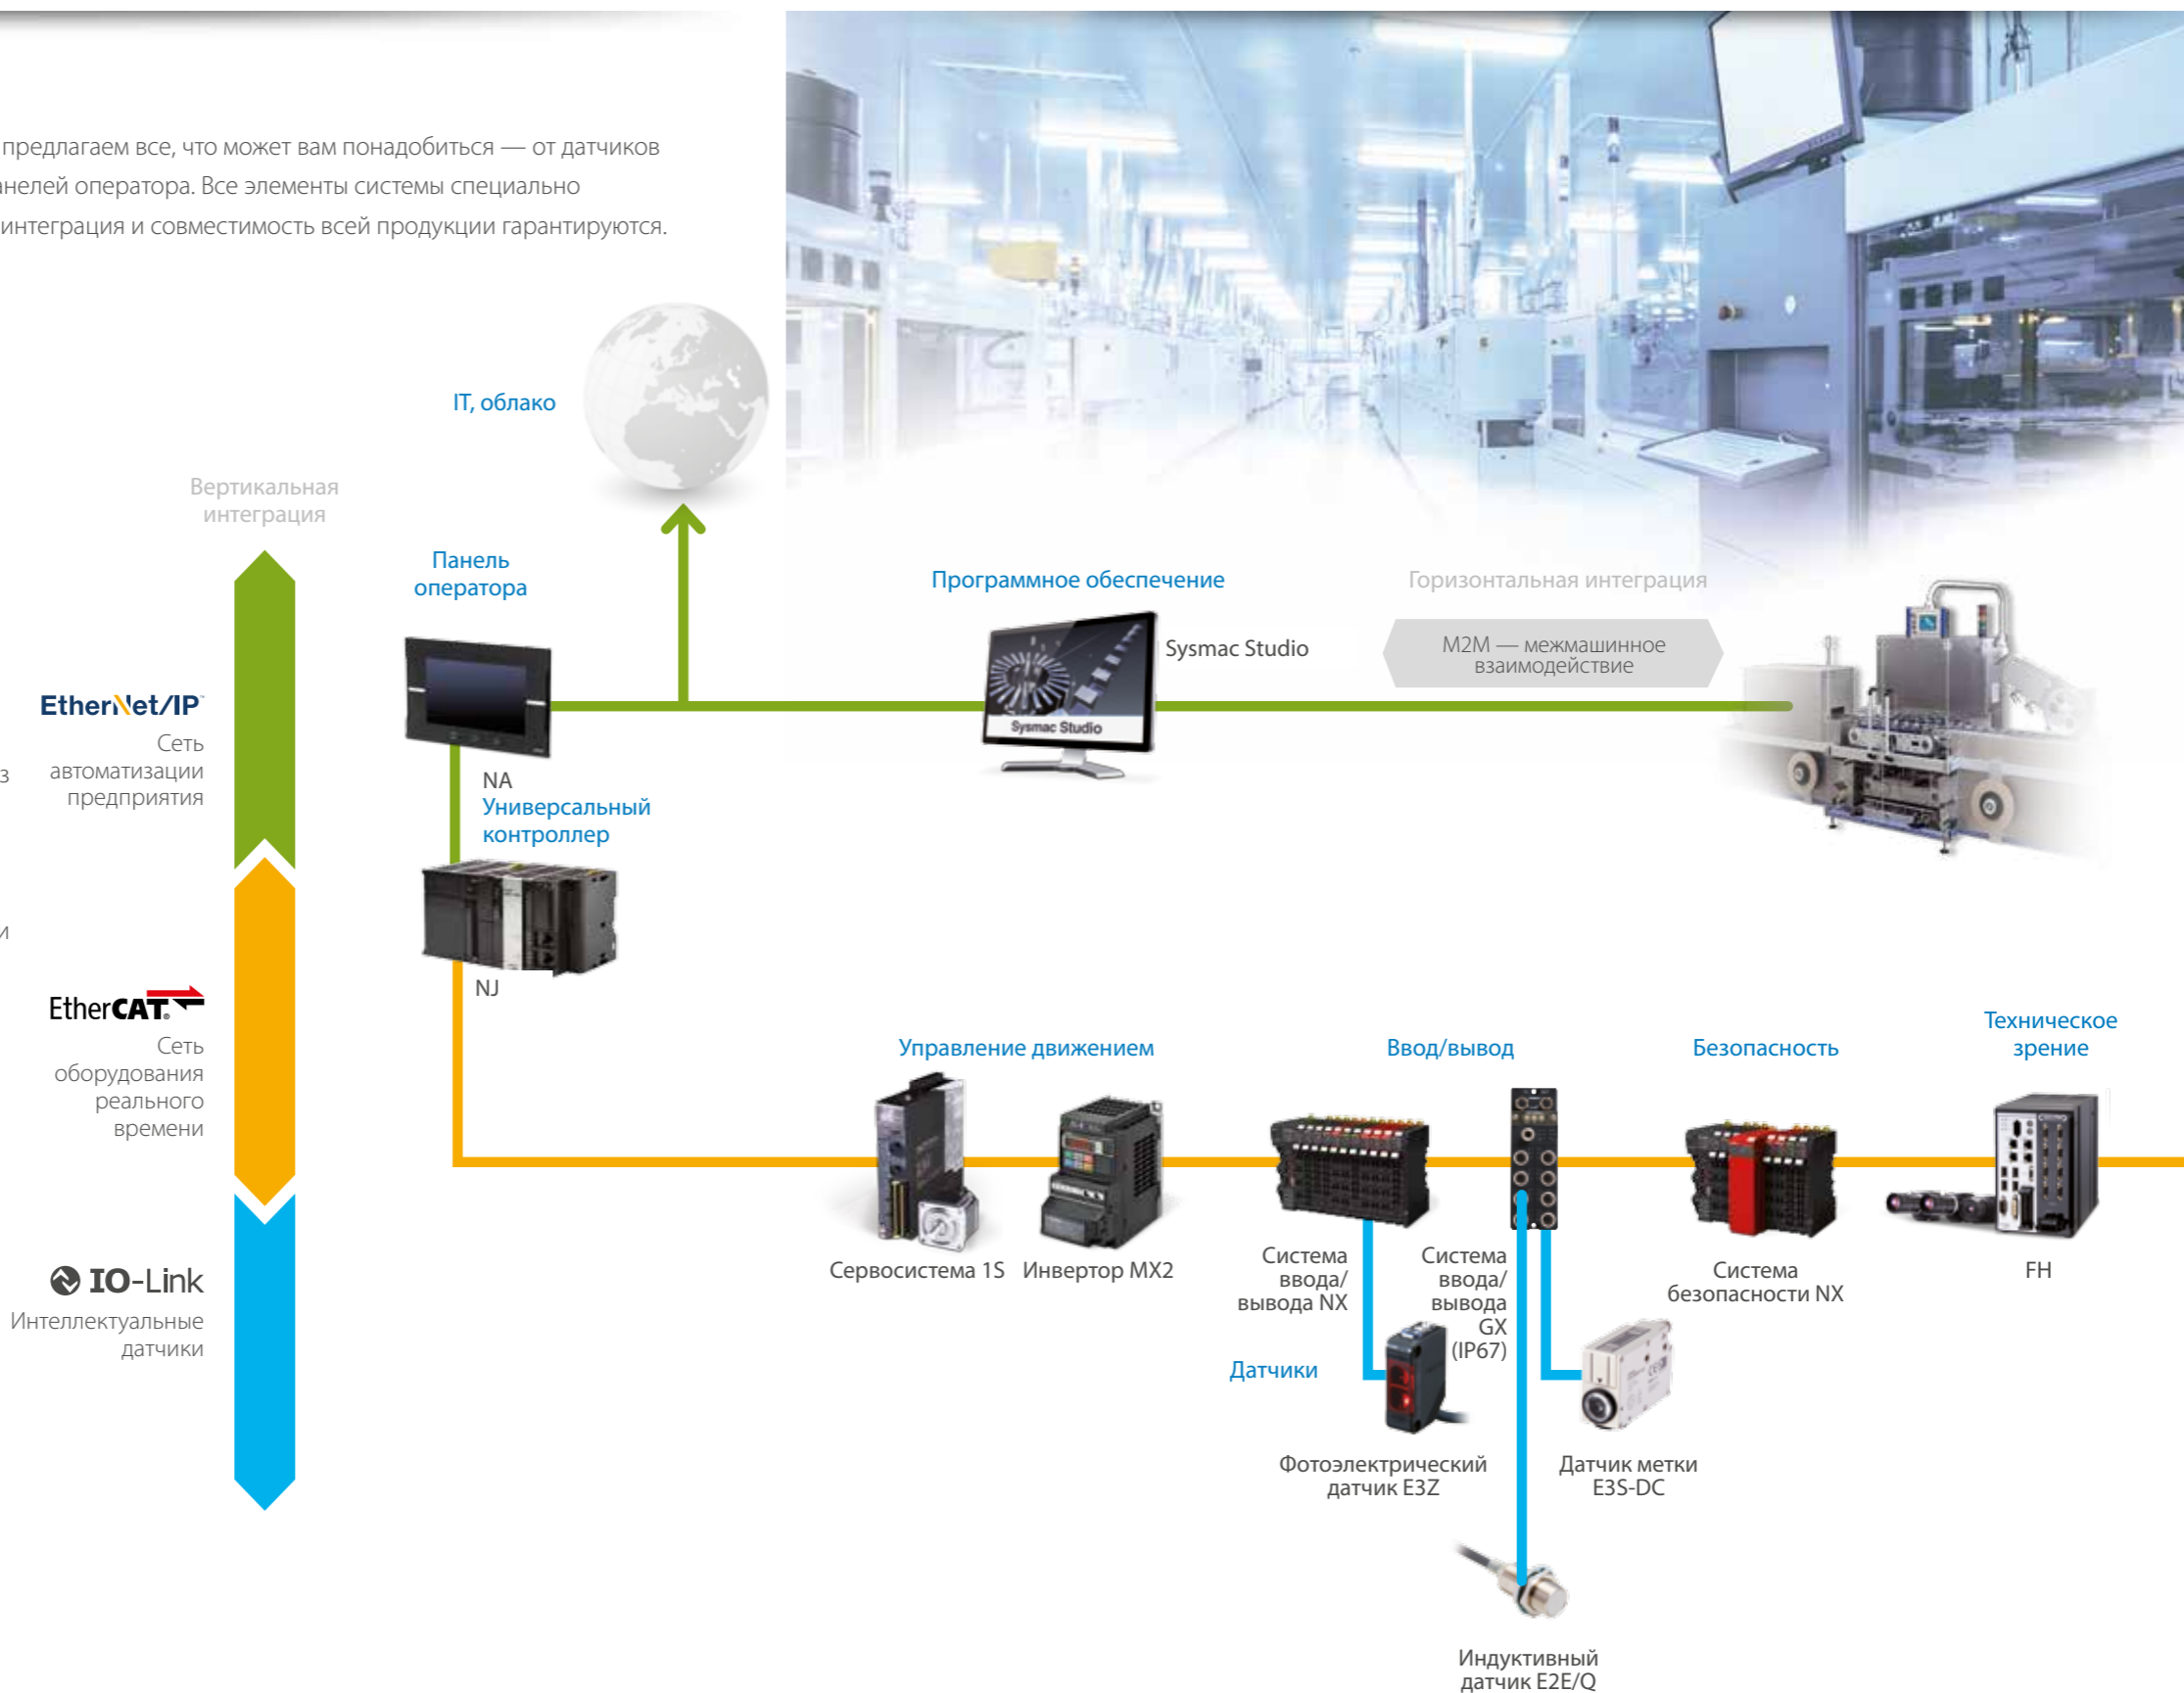 предлагаем все, что может вам понадобиться — от датчиков
анелей оператора. Все элементы системы специально
интеграция и совместимость всей продукции гарантируются.
IT, облако
Вертикальная
интеграция
Панель
оператора
Программное обеспечение
Горизонтальная интеграция
Sysmac Studio
M2M — межмашинное
взаимодействие
Sysmac Studio
EtherNet/IP™
Сеть
автоматизации
предприятия
з
NA
Универсальный
контроллер
и
NJ
EtherCAT®
Сеть
оборудования
реального
времени
Управление движением
Ввод/вывод
Безопасность
Техническое
зрение
Сервосистема 1S
Инвертор MX2
Система
ввода/
вывода NX
Система
ввода/
вывода
GX
(IP67)
Система
безопасности NX
FH
IO-Link
Интеллектуальные
датчики
Датчики
Фотоэлектрический
датчик E3Z
Датчик метки
E3S-DC
Индуктивный
датчик E2E/Q